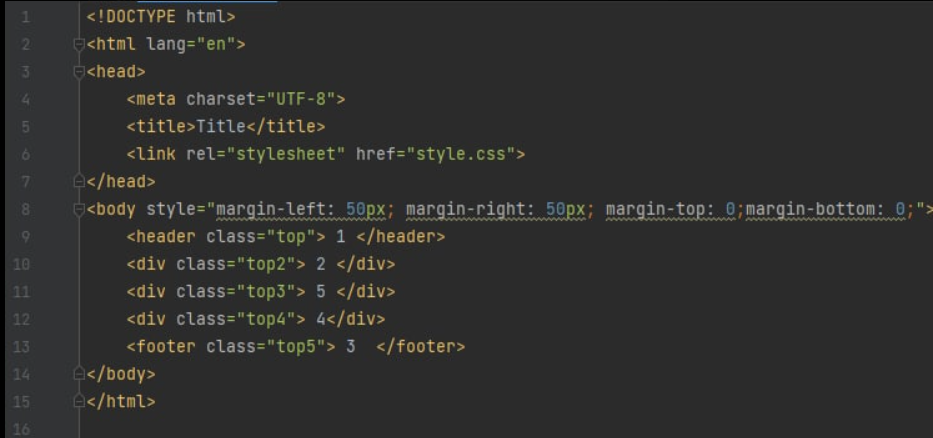 1 <!DOCTYPE html>
2 <html lang="en">
3 <head>
4     <meta charset="UTF-8">
5     <title>Title</title>
6     <link rel="stylesheet" href="style.css">
7 </head>
8 <body style="margin-left: 50px; margin-right: 50px; margin-top: 0;margin-bottom: 0;">
9     <header class="top"> 1 </header>
10     <div class="top2"> 2 </div>
11     <div class="top3"> 5 </div>
12     <div class="top4"> 4</div>
13     <footer class="top5"> 3  </footer>
14 </body>
15 </html>
16